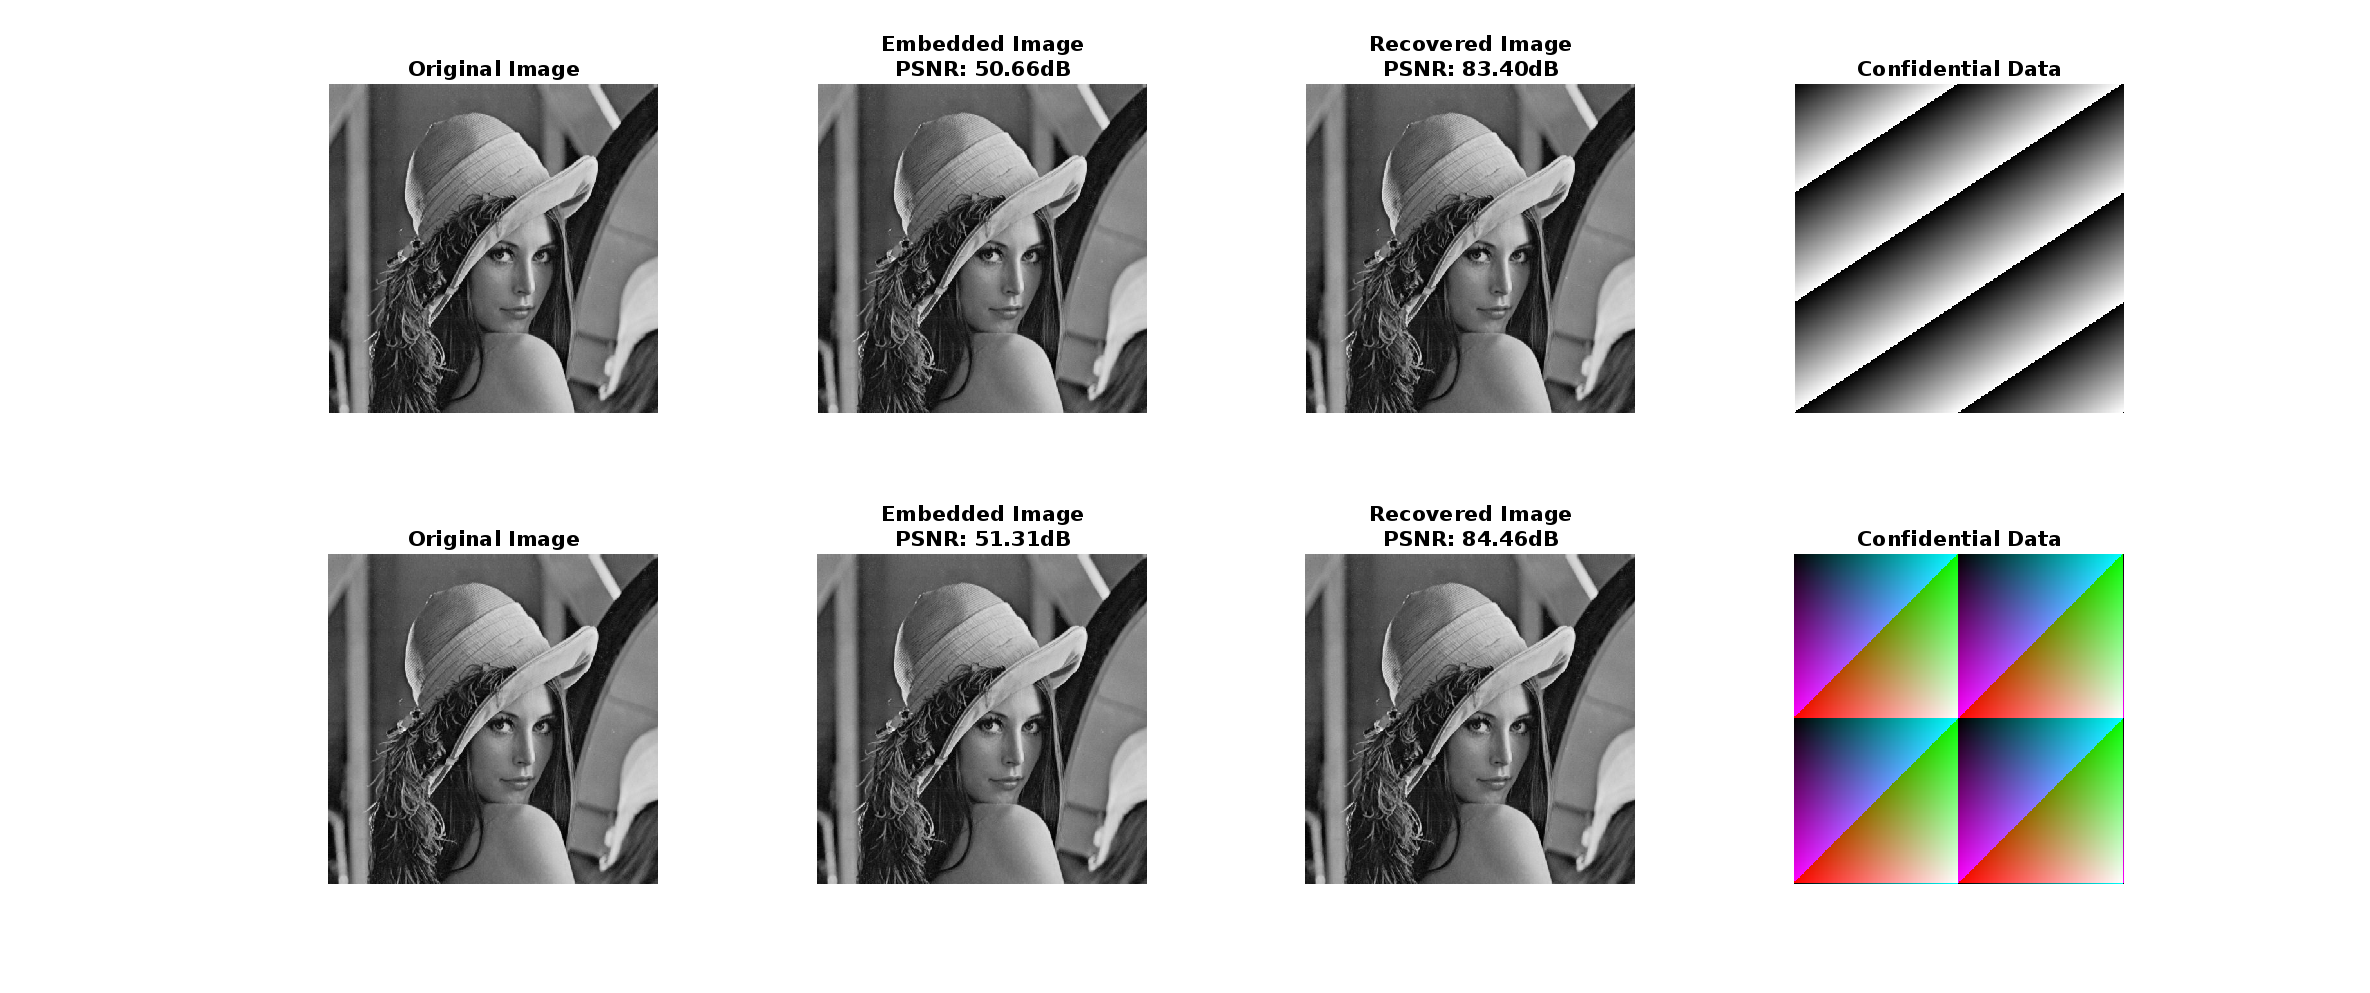 Original Image
Embedded Image
PSNR: 50.66dB
Recovered Image
PSNR: 83.40dB
Confidential Data
Original Image
Embedded Image
PSNR: 51.31dB
Recovered Image
PSNR: 84.46dB
Confidential Data